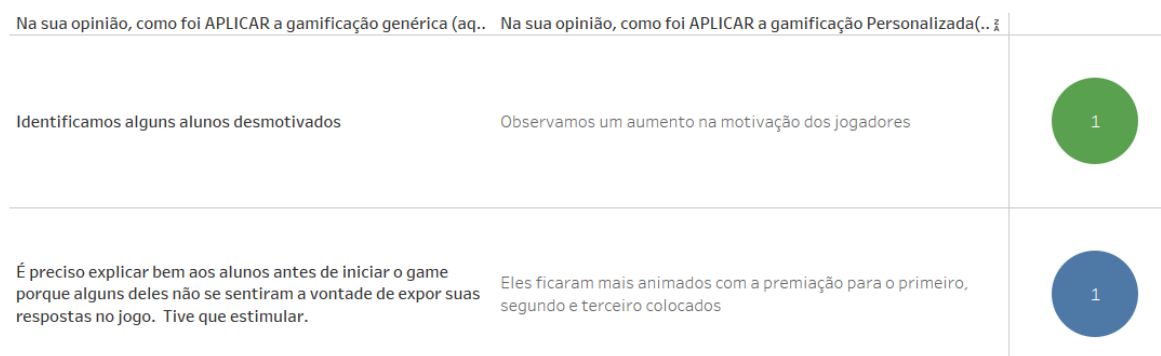 Na sua opinião, como foi APLICAR a gamificação genérica (aq.. Na sua opinião, como foi APLICAR a gamificação Personalizada(..
Identificamos alguns alunos desmotivados
Observamos um aumento na motivação dos jogadores
1
É preciso explicar bem aos alunos antes de iniciar o game
porque alguns deles não se sentiram a vontade de expor suas
respostas no jogo. Tive que estimular.
Eles ficaram mais animados com a premiação para o primeiro,
segundo e terceiro colocados
1